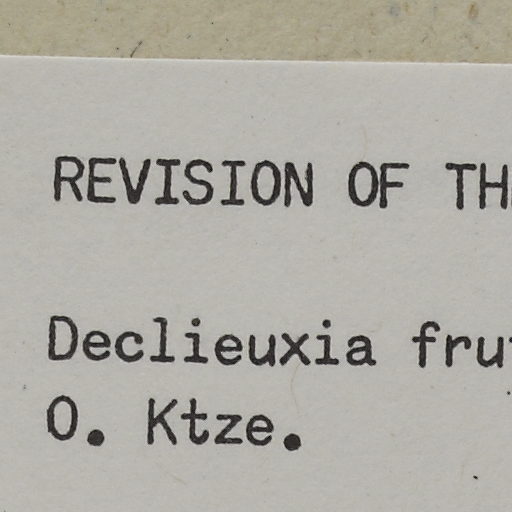 REVISION OF TH
Declieuxia fru
O. Ktze.